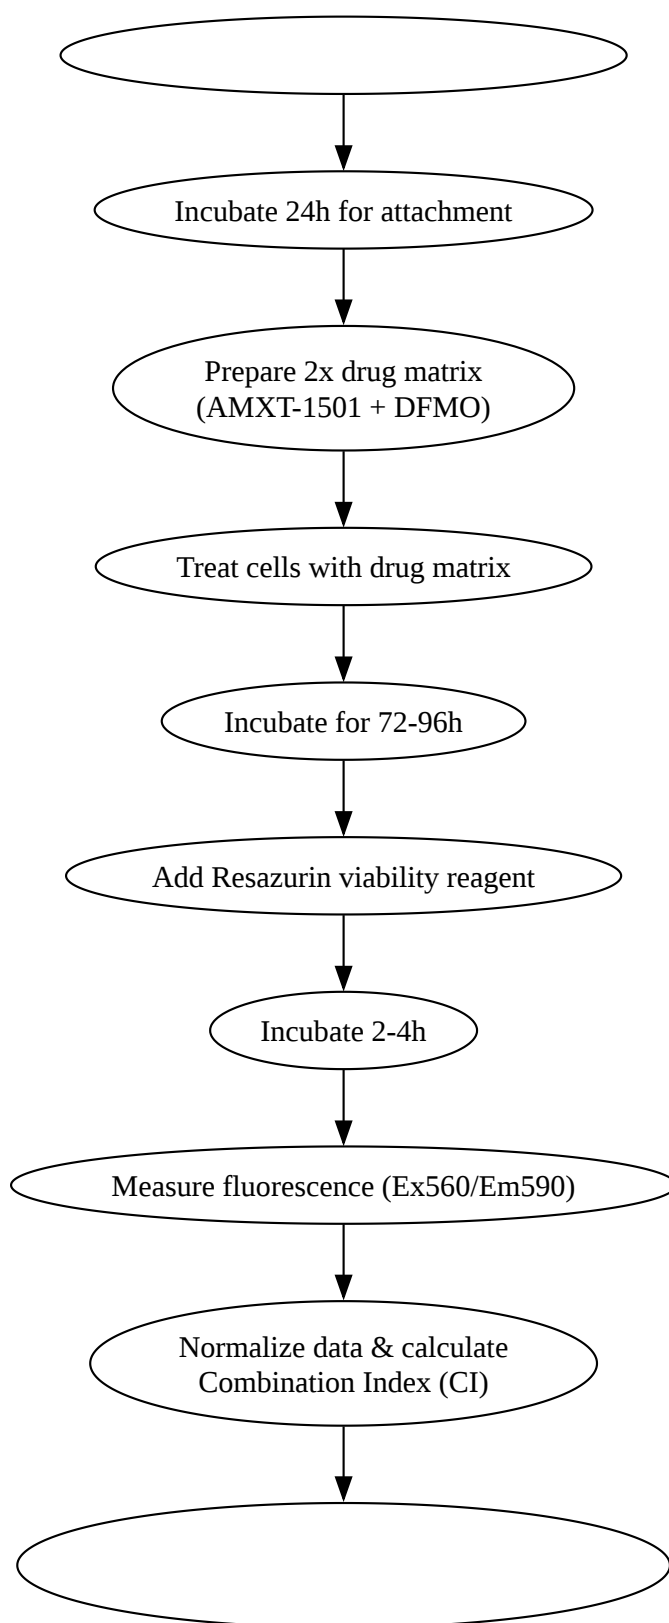 Incubate 24h for attachment
Prepare 2x drug matrix
(AMXT-1501 + DFMO)
Treat cells with drug matrix
Incubate for 72-96h
Add Resazurin viability reagent
Incubate 2-4h
Measure fluorescence (Ex560/Em590)
Normalize data & calculate
Combination Index (CI)